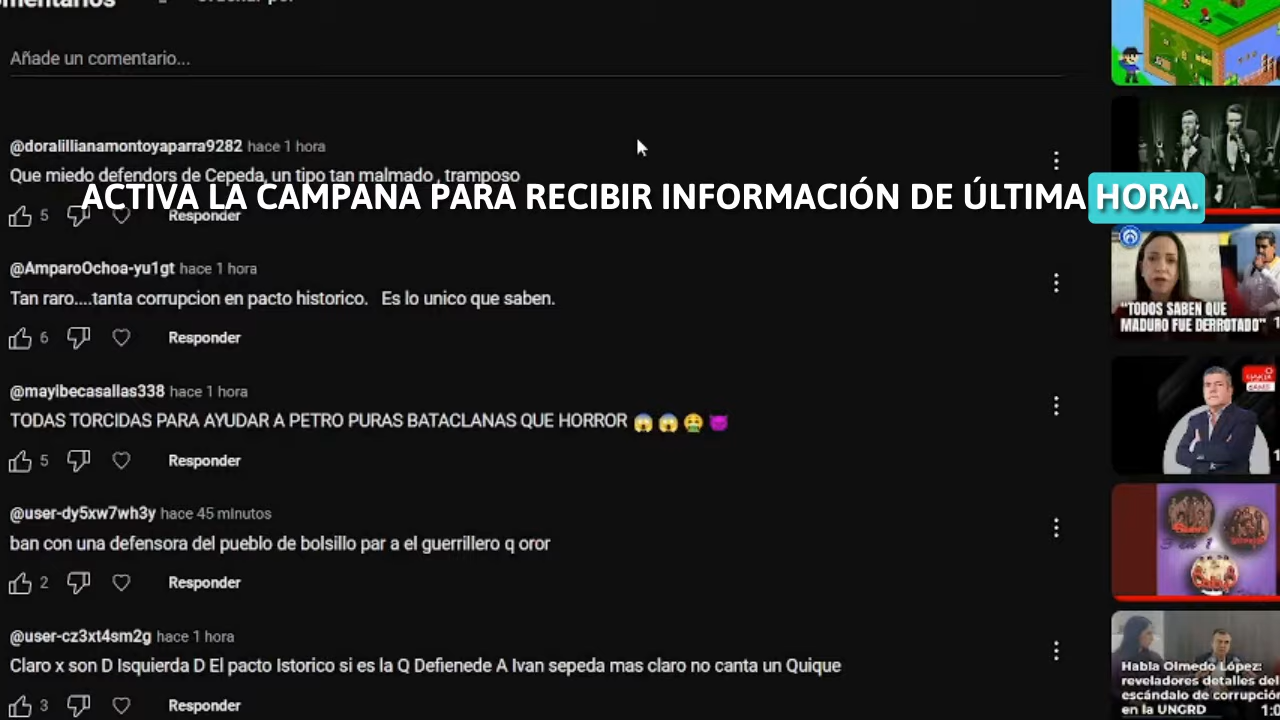 Añade un comentario...
@doralillianamontoyaparra9282 hace 1 hora
Que miedo defendors de Cepeda, un tipo tan malmado , tramposo
ACTIVA LA CAMPANA PARA RECIBIR INFORMACIÓN DE ÚLTIMA HORA.
5 Responder
@AmparoOchoa-yu1gt hace 1 hora
Tan raro....tanta corrupcion en pacto historico. Es lo unico que saben.
6 Responder
@mayibecasallas338 hace 1 hora
TODAS TORCIDAS PARA AYUDAR A PETRO PURAS BATACLANAS QUE HORROR 😱😱🤮😈
5 Responder
@user-dy5xw7wh3y hace 45 minutos
ban con una defensora del pueblo de bolsillo par a el guerrillero q oror
2 Responder
@user-cz3xt4sm2g hace 1 hora
Claro x son D Isquierda D El pacto Istorico si es la Q Defienede A Ivan sepeda mas claro no canta un Quique
3 Responder
"TODOS SABEN QUE
MADURO FUE DERROTADO"
Habla Olmedo López:
reveladores detalles del
escándalo de corrupción
en la UNGRD